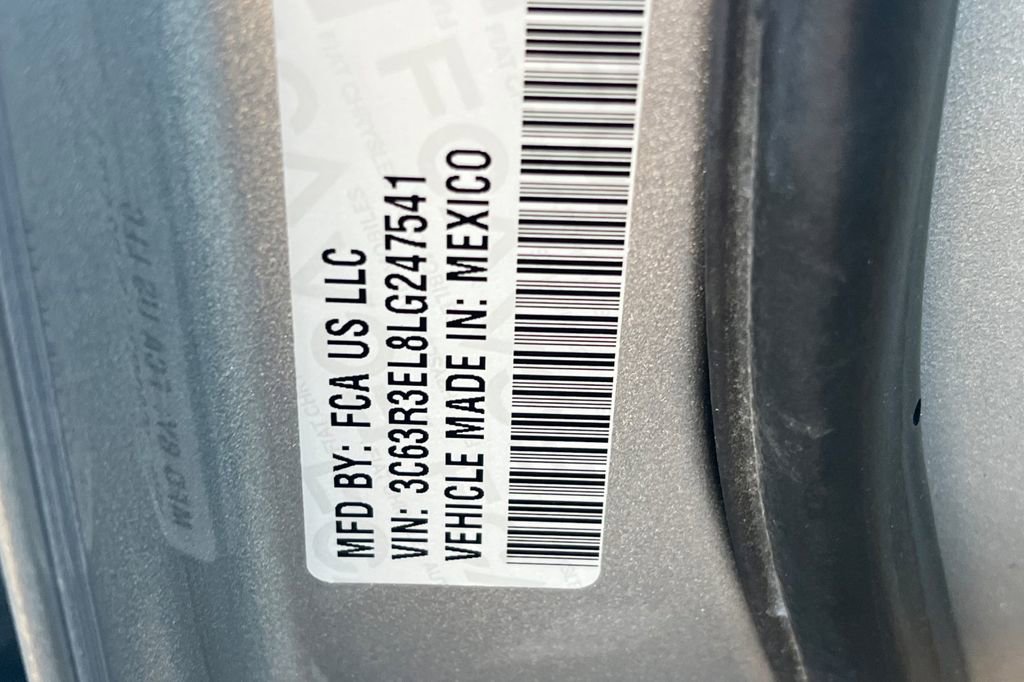 MFD BY: FCA US LLC
VIN: 3C63R3EL8LG247541
VEHICLE MADE IN: MEXICO